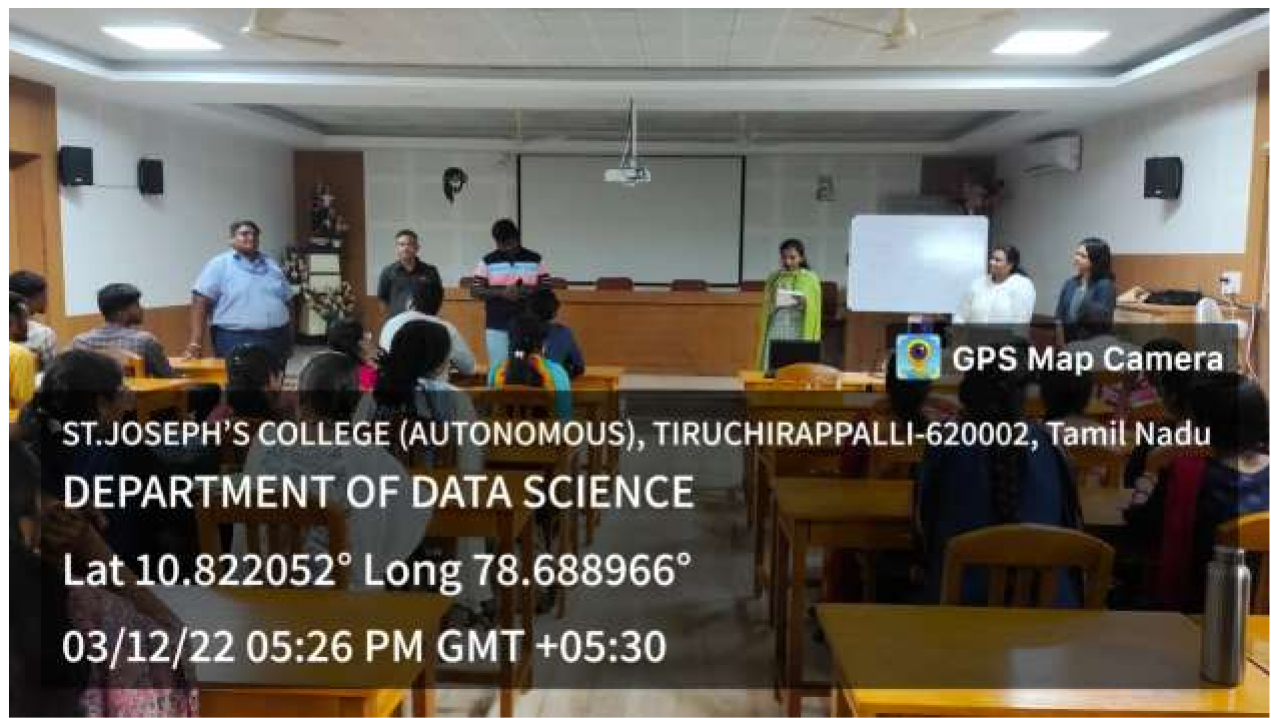 GPS Map Camera
ST.JOSEPH'S COLLEGE (AUTONOMOUS), TIRUCHIRAPPALLI-620002, Tamil Nadu
DEPARTMENT OF DATA SCIENCE
Lat 10.822052° Long 78.688966°
03/12/22 05:26 PM GMT +05:30